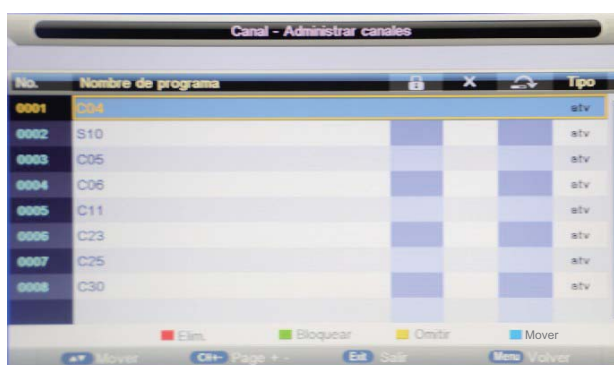 Canal - Administrar canales
No. Nombre de programa Tipo
0001 C04 atv
0002 S10 atv
0003 C05 atv
0004 C06 atv
0005 C11 atv
0006 C23 atv
0007 C25 atv
0008 C30 atv
Elim. Bloquear Omitir Mover
Mover CH+- Page + - Exit Salir Menu Volver